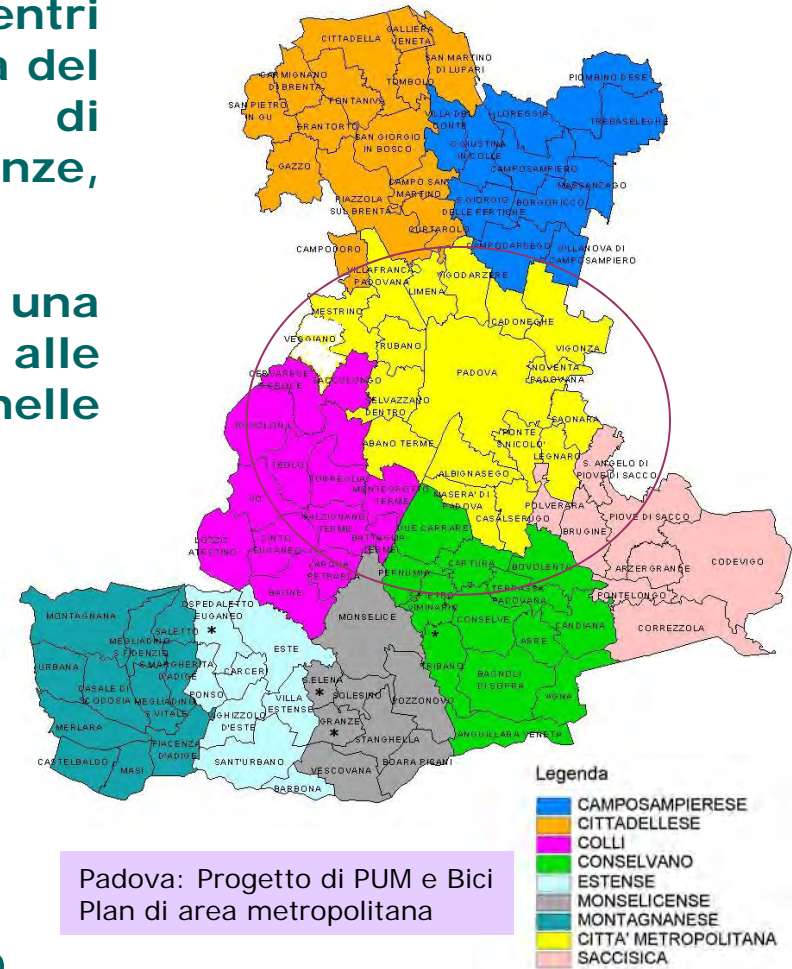 entri
a del
di
nze,
una
alle
nelle
CITTADELLA
GALLIERA
VENETA
SAN MARTINO
DI LUPARI
CARMIGNANO
DI BRENTA
TOMBOLO
FONTANIVA
SAN PIETRO
IN GU
GRANTORTO
SAN GIORGIO
IN BOSCO
GAZZO
CAMPO SAN
MARTINO
PIAZZOLA
SUL BRENTA
CURTAROLO
CAMPODORO
PIOMBINO DESE
TREBASELEGHE
LOREGGIA
VILLA DEL
CONTE
S.GIUSTINA
IN COLLE
CAMPOSAMPIERO
MASSANZAGO
S.GIORGIO
DELLE PERTICHE
BORGORICCO
CAMPODARSEGO
VILLANOVA DI
CAMPOSAMPIERO
VILLAFRANCA
PADOVANA
LIMENA
VIGODARZERE
MESTRINO
CADONEGHE
VEGGIANO
RUBANO
VIGONZA
PADOVA
NOVENTA
PADOVANA
SELVAZZANO
DENTRO
SAONARA
PONTE
S.NICOLO'
LEGNARO
ABANO TERME
ALBIGNASEGO
MASERA' DI
PADOVA
CASALSERUGO
CERVARESE
S.CROCE
SACCOLONGO
TEOLO
TORREGLIA
MONTEGROTTO
TERME
VO
GALZIGNANO
TERME
BATTAGLIA
TERME
LOZZO
ATESTINO
CINTO
EUGANEO
ARQUA
PETRARCA
BAONE
S. ANGELO DI
PIOVE DI SACCO
POLVERARA
BRUGINE
PIOVE DI SACCO
ARZERGRANDE
CODEVIGO
PONTELONGO
CORREZZOLA
DUE CARRARE
CARTURA
BOVOLENTA
PERNUMIA
S.PIETRO
VIMINARIO
TERRASSA
PADOVANA
CONSELVE
CANDIANA
ARRE
TRIBANO
BAGNOLI
DI SOPRA
AGNA
ANGUILLARA VENETA
MONSELICE
S.ELENA
SOLESINO
POZZONOVO
GRANZE
STANGHELLA
VESCOVANA
BOARA PISANI
OSPEDALETTO
EUGANEO
ESTE
CARCERI
PONSO
VILLA
ESTENSE
SANT'URBANO
BARBONA
MONTAGNANA
SALETTO
MEGLIADINO
S.FIDENZIO
S.MARGHERITA
D'ADIGE
URBANA
CASALE DI
SCODOSIA
MEGLIADINO
S.VITALE
MERLARA
PIACENZA
D'ADIGE
CASTELBALDO
MASI
Padova: Progetto di PUM e Bici
Plan di area metropolitana
Legenda
CAMPOSAMPIERESE
CITTADELLESE
COLLI
CONSELVANO
ESTENSE
MONSELICENSE
MONTAGNANESE
CITTA' METROPOLITANA
SACCISICA